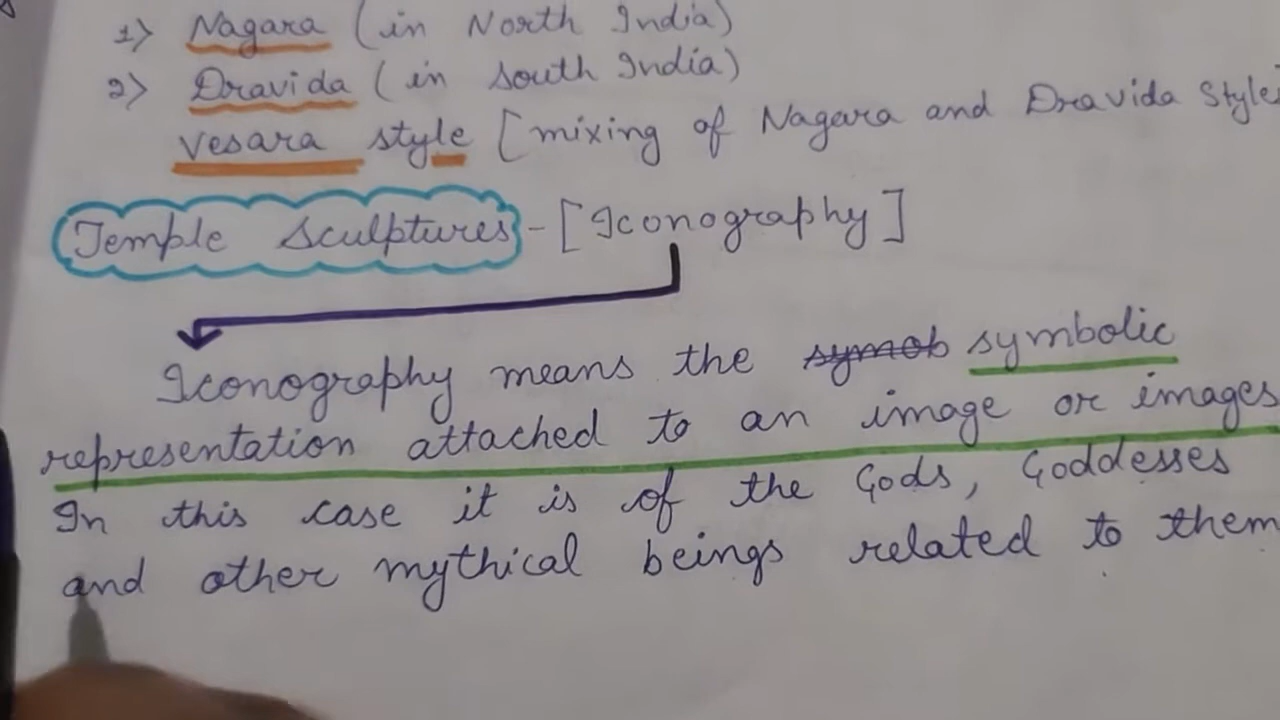 1) Nagara (in North India)
2) Dravida (in South India)
Vesara style [mixing of Nagara and Dravida Style]
Temple Sculptures - [Iconography]
Iconography means the symob symbolic
representation attached to an image or images
In this case it is of the Gods, Goddesses
and other mythical beings related to them